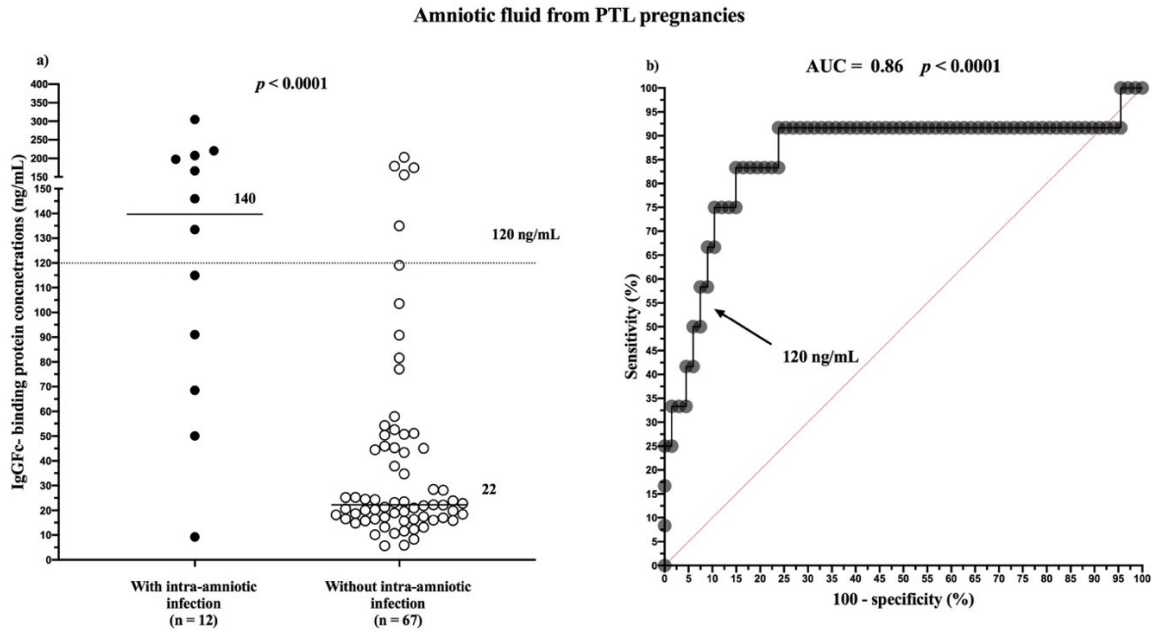 Amniotic fluid from PTL pregnancies
a)
p < 0.0001
IgGFc- binding protein concnetrations (ng/mL)
400
350
300
250
200
150
150
140
130
120
110
100
90
80
70
60
50
40
30
20
10
0
140
120 ng/mL
22
With intra-amniotic
infection
(n = 12)
Without intra-amniotic
infection
(n = 67)
b)
AUC = 0.86 p < 0.0001
Sensitivity (%)
100
95
90
85
80
75
70
65
60
55
50
45
40
35
30
25
20
15
10
5
0
120 ng/mL
0 5 10 15 20 25 30 35 40 45 50 55 60 65 70 75 80 85 90 95 100
100 - specificity (%)